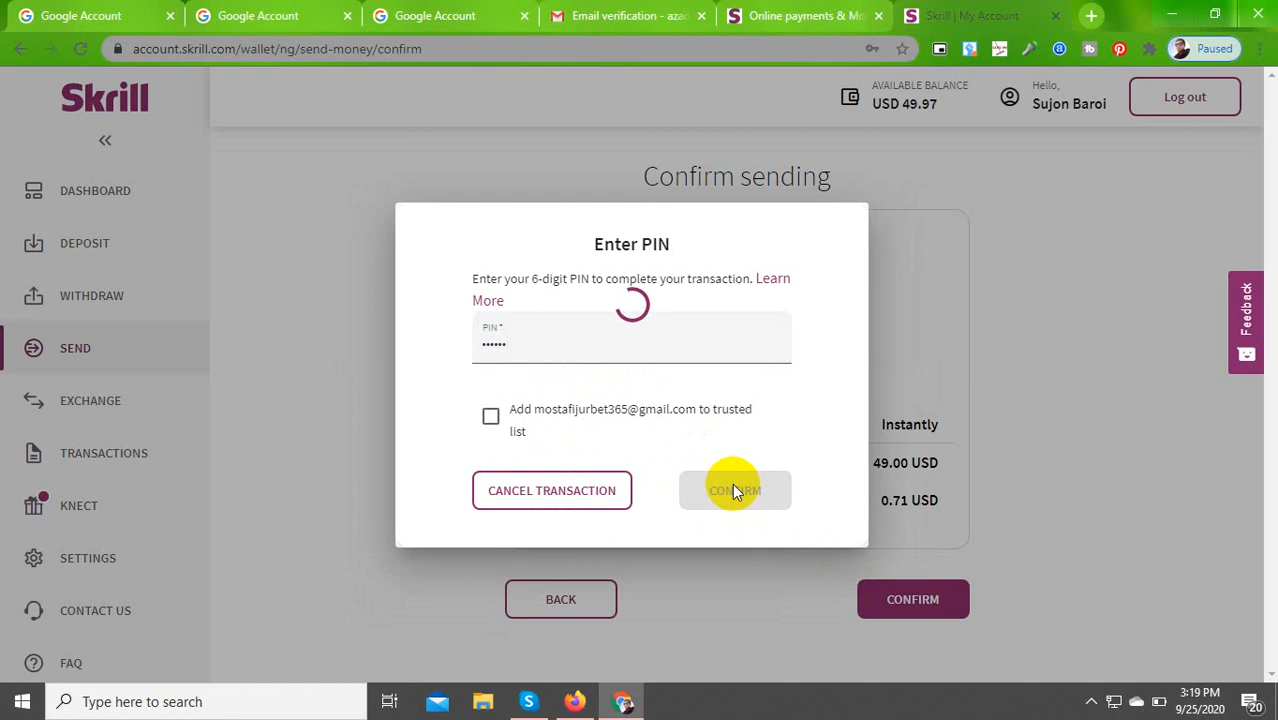 Google Account
Google Account
Google Account
Email verification - aza
Online payments & Mo
Skrill | My Account
account.skrill.com/wallet/ng/send-money/confirm
Paused
Skrill
AVAILABLE BALANCE
USD 49.97
Hello,
Sujon Baroi
Log out
DASHBOARD
DEPOSIT
WITHDRAW
SEND
EXCHANGE
TRANSACTIONS
KNECT
SETTINGS
CONTACT US
FAQ
Confirm sending
Enter PIN
Enter your 6-digit PIN to complete your transaction. Learn
More
PIN*
••••••
Add mostafijurbet365@gmail.com to trusted
list
CANCEL TRANSACTION
CONFIRM
Instantly
49.00 USD
0.71 USD
BACK
CONFIRM
Feedback
Type here to search
3:19 PM
9/25/2020
20